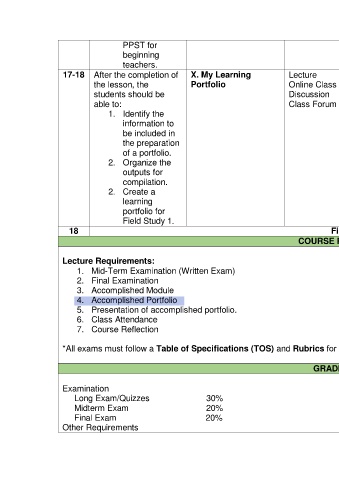 PPST for
beginning
teachers.
17-18 After the completion of the lesson, the students should be able to:
1. Identify the information to be included in the preparation of a portfolio.
2. Organize the outputs for compilation.
2. Create a learning portfolio for Field Study 1.
X. My Learning Portfolio
Lecture
Online Class
Discussion
Class Forum
18
Fi
COURSE
Lecture Requirements:
1. Mid-Term Examination (Written Exam)
2. Final Examination
3. Accomplished Module
4. Accomplished Portfolio
5. Presentation of accomplished portfolio.
6. Class Attendance
7. Course Reflection
*All exams must follow a Table of Specifications (TOS) and Rubrics for
GRAD
Examination
Long Exam/Quizzes 30%
Midterm Exam 20%
Final Exam 20%
Other Requirements